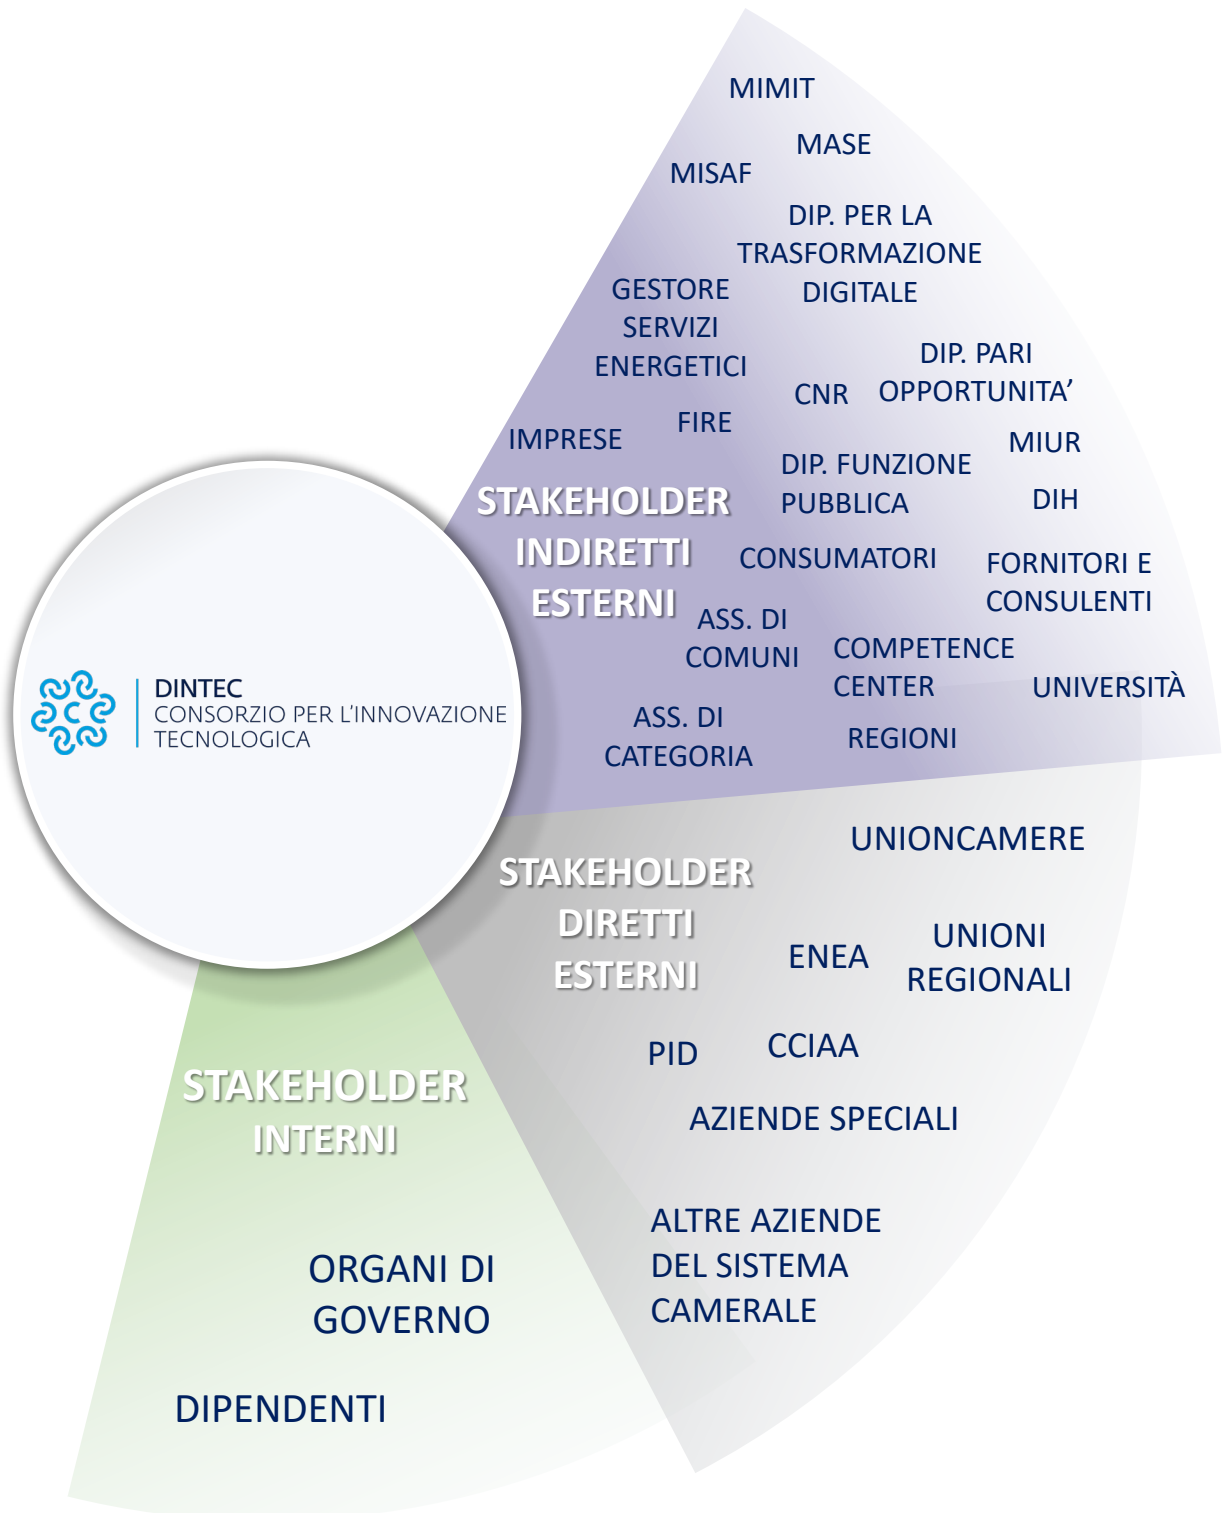 MIMIT
MASE
MISAF
DIP. PER LA
TRASFORMAZIONE
DIGITALE
GESTORE
SERVIZI
ENERGETICI
DIP. PARI
OPPORTUNITA’
CNR
FIRE
IMPRESE
MIUR
DIP. FUNZIONE
PUBBLICA
DIH
STAKEHOLDER
INDIRETTI
ESTERNI
CONSUMATORI
FORNITORI E
CONSULENTI
ASS. DI
COMUNI
COMPETENCE
CENTER
UNIVERSITÀ
ASS. DI
CATEGORIA
REGIONI
DINTEC
CONSORZIO PER L'INNOVAZIONE
TECNOLOGICA
UNIONCAMERE
STAKEHOLDER
DIRETTI
ESTERNI
ENEA
UNIONI
REGIONALI
PID
CCIAA
AZIENDE SPECIALI
ALTRE AZIENDE
DEL SISTEMA
CAMERALE
STAKEHOLDER
INTERNI
ORGANI DI
GOVERNO
DIPENDENTI